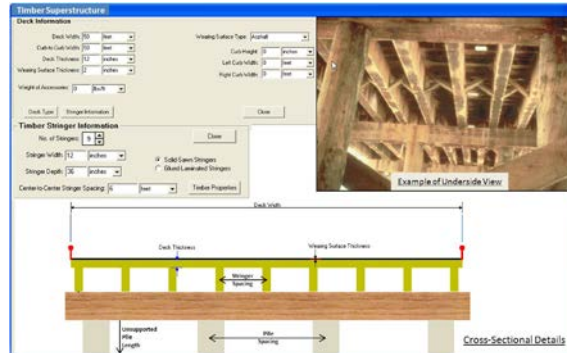 Timber Superstructure
Deck Information
Deck Width: 50 feet
Curb-to-Curb Width: 50 feet
Deck Thickness: 12 inches
Wearing Surface Thickness: 2 inches
Weight of Accessories: 0 lbs/ft
Wearing Surface Type: Asphalt
Curb Height: 0 inches
Left Curb Width: 0 feet
Right Curb Width: 0 feet
Deck Type Stringer Information Close
Timber Stringer Information
No. of Stringers: 9 Close
Stringer Width: 12 inches
Stringer Depth: 36 inches
Solid Sawn Stringers
Glued Laminated Stringers
Center-to-Center Stringer Spacing: 6 feet Timber Properties
Example of Underside View
Deck Width
Deck Thickness
Wearing Surface Thickness
Stringer
Spacing
Unsupported
Pile
Length
Pile
Spacing
Cross-Sectional Details